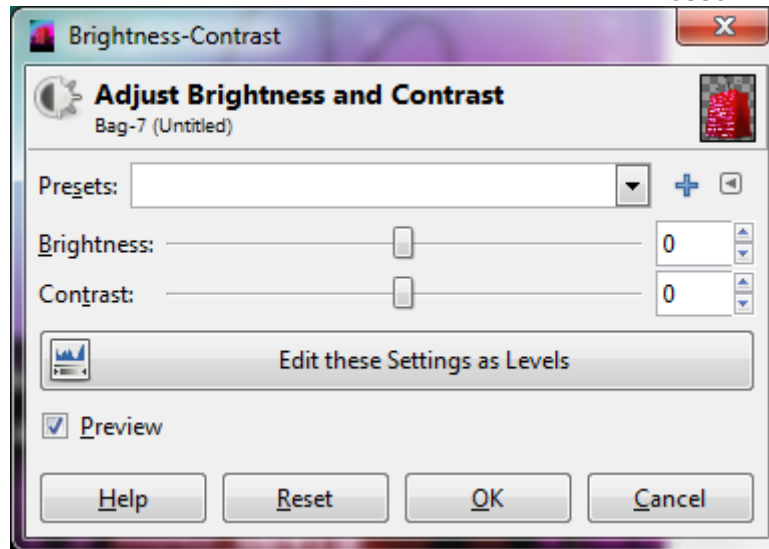 Brightness-Contrast
Adjust Brightness and Contrast
Bag-7 (Untitled)
Presets:
Brightness: 0
Contrast: 0
Edit these Settings as Levels
Preview
Help Reset OK Cancel